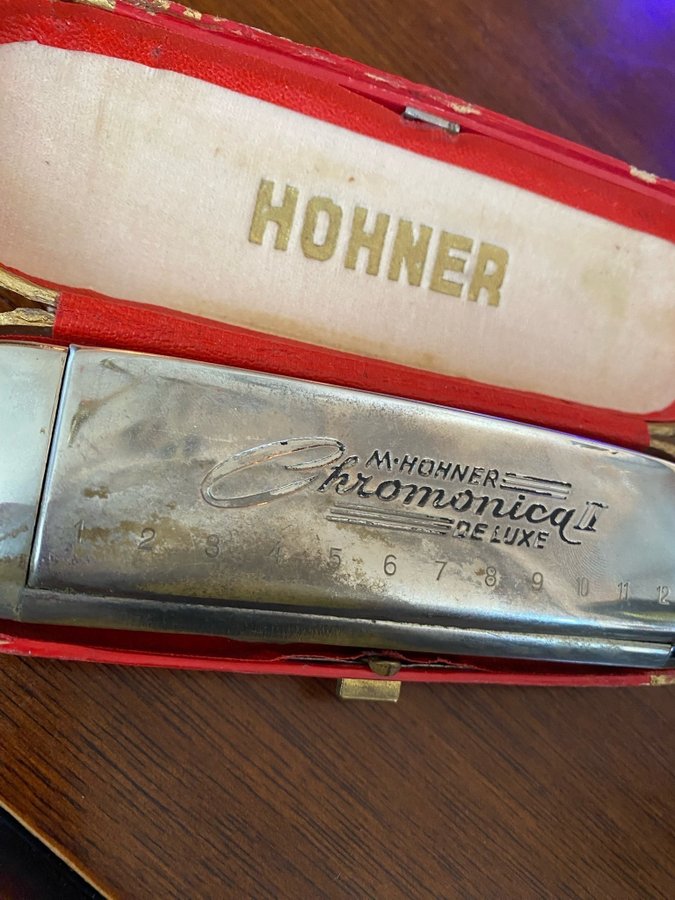 HOHNER
M·HOHNER
Chromonica II
DE LUXE
1 2 3 4 5 6 7 8 9 10 11 12